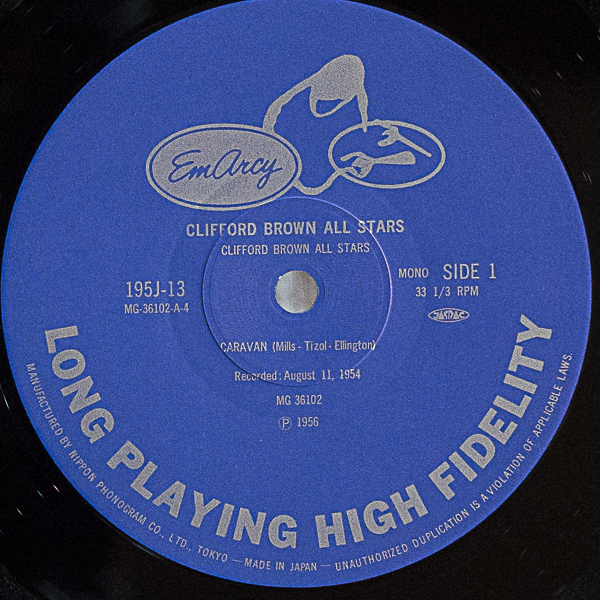 EmArcy
CLIFFORD BROWN ALL STARS
CLIFFORD BROWN ALL STARS
195J-13
MG-36102-A-4
MONO SIDE 1
33 1/3 RPM
JASRAC
CARAVAN (Mills - Tizol - Ellington)
Recorded: August 11, 1954
MG 36102
Ⓟ 1956
LONG PLAYING HIGH FIDELITY
MANUFACTURED BY NIPPON PHONOGRAM CO., LTD., TOKYO — MADE IN JAPAN — UNAUTHORIZED DUPLICATION IS A VIOLATION OF APPLICABLE LAWS.